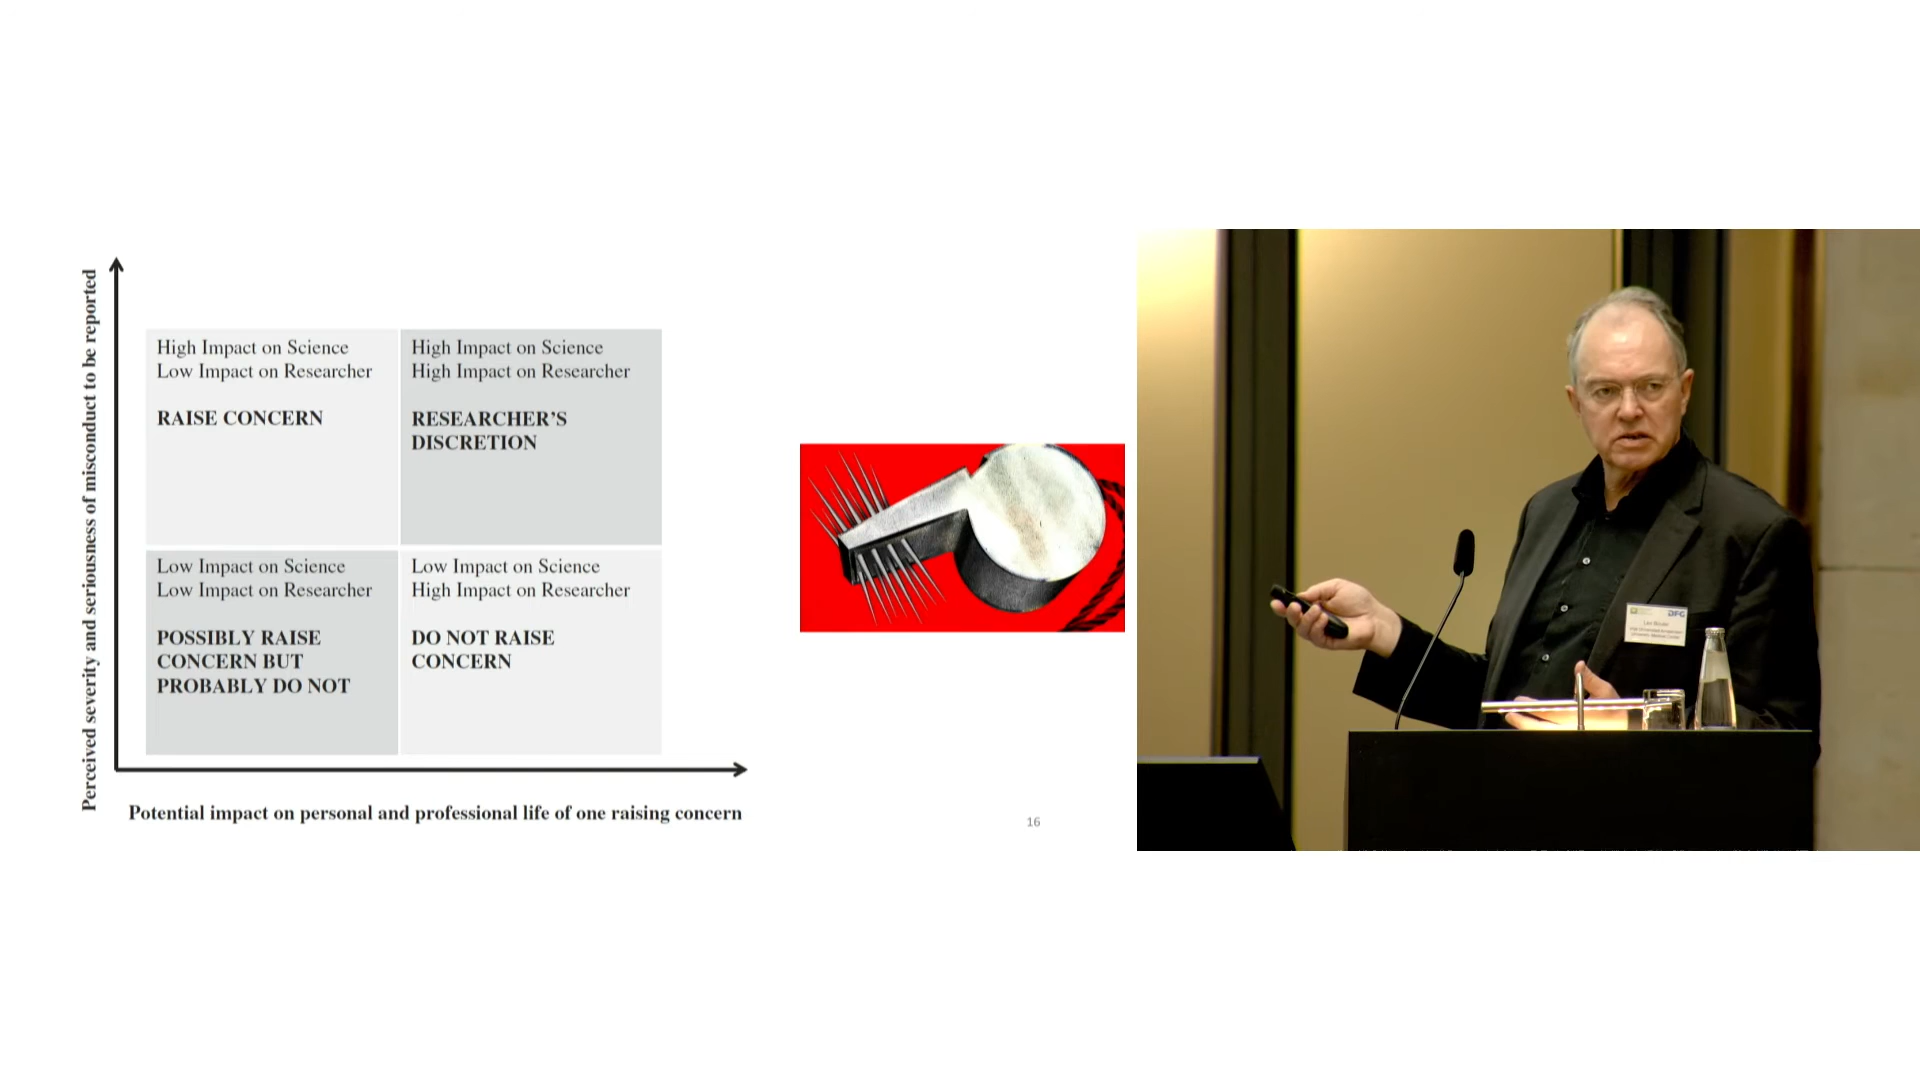 Perceived severity and seriousness of misconduct to be reported
High Impact on Science
Low Impact on Researcher
RAISE CONCERN
High Impact on Science
High Impact on Researcher
RESEARCHER'S
DISCRETION
Low Impact on Science
Low Impact on Researcher
POSSIBLY RAISE
CONCERN BUT
PROBABLY DO NOT
Low Impact on Science
High Impact on Researcher
DO NOT RAISE
CONCERN
Potential impact on personal and professional life of one raising concern
16
DFG
Lex Bouter